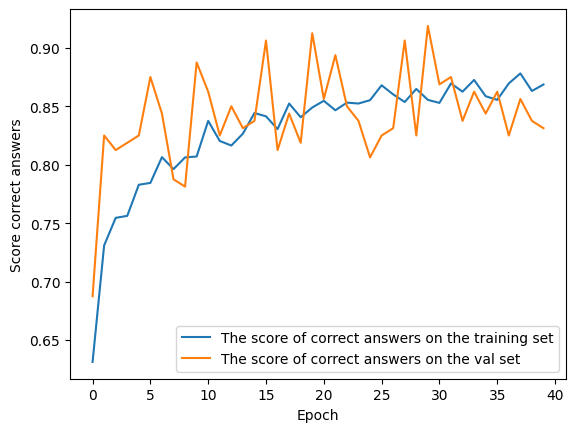 0.90
0.85
0.80
0.75
0.70
0.65
Score correct answers
The score of correct answers on the training set
The score of correct answers on the val set
0 5 10 15 20 25 30 35 40
Epoch